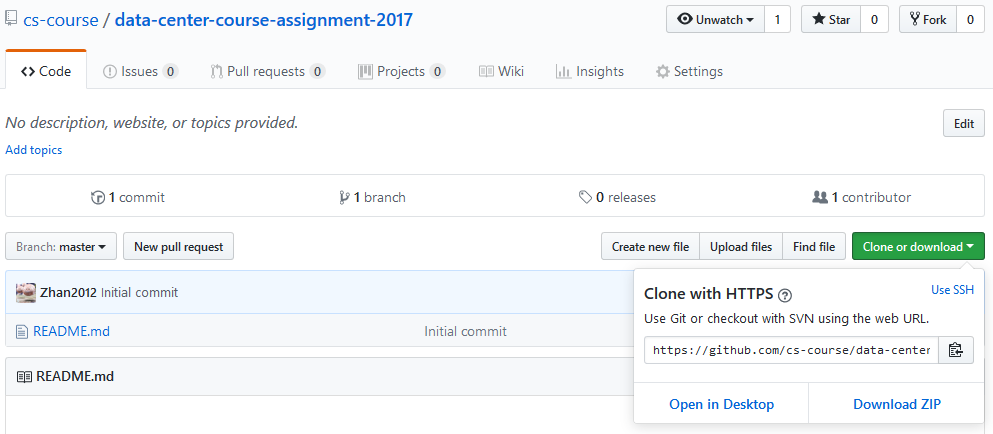 cs-course / data-center-course-assignment-2017
Unwatch 1 Star 0 Fork 0
Code Issues 0 Pull requests 0 Projects 0 Wiki Insights Settings
No description, website, or topics provided. Edit
Add topics
1 commit 1 branch 0 releases 1 contributor
Branch: master New pull request Create new file Upload files Find file Clone or download
Zhan2012 Initial commit
README.md Initial commit
README.md
Clone with HTTPS ? Use SSH
Use Git or checkout with SVN using the web URL.
https://github.com/cs-course/data-center
Open in Desktop Download ZIP